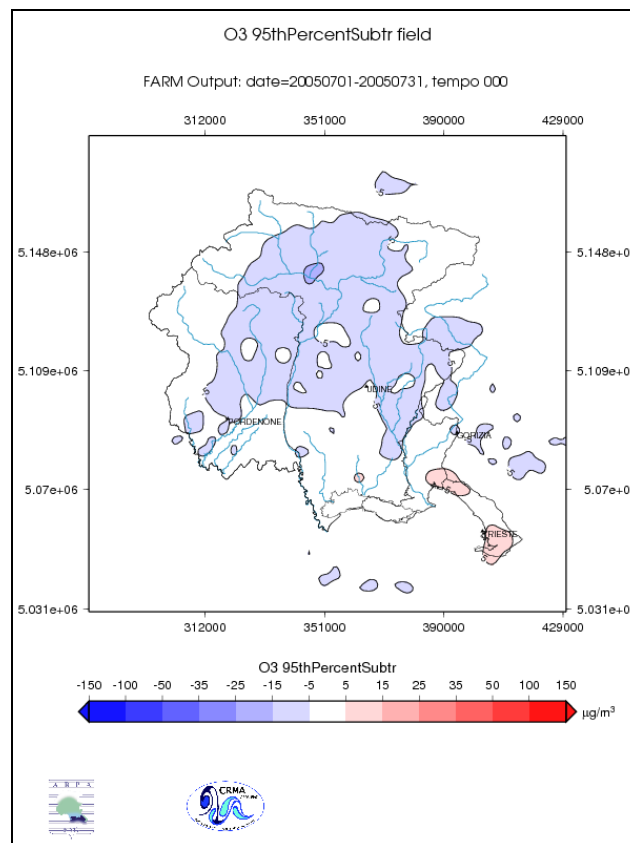 O3 95thPercentSubtr field
FARM Output: date=20050701-20050731, tempo 000
312000 351000 390000 429000
5.148e+06 5.148e+06
5.109e+06 5.109e+06
5.07e+06 5.07e+06
5.031e+06 5.031e+06
UDINE
PORDENONE
GORIZIA
TRIESTE
312000 351000 390000 429000
O3 95thPercentSubtr
-150 -100 -50 -35 -25 -15 -5 5 15 25 35 50 100 150
µg/m³
A R P A
CRMA